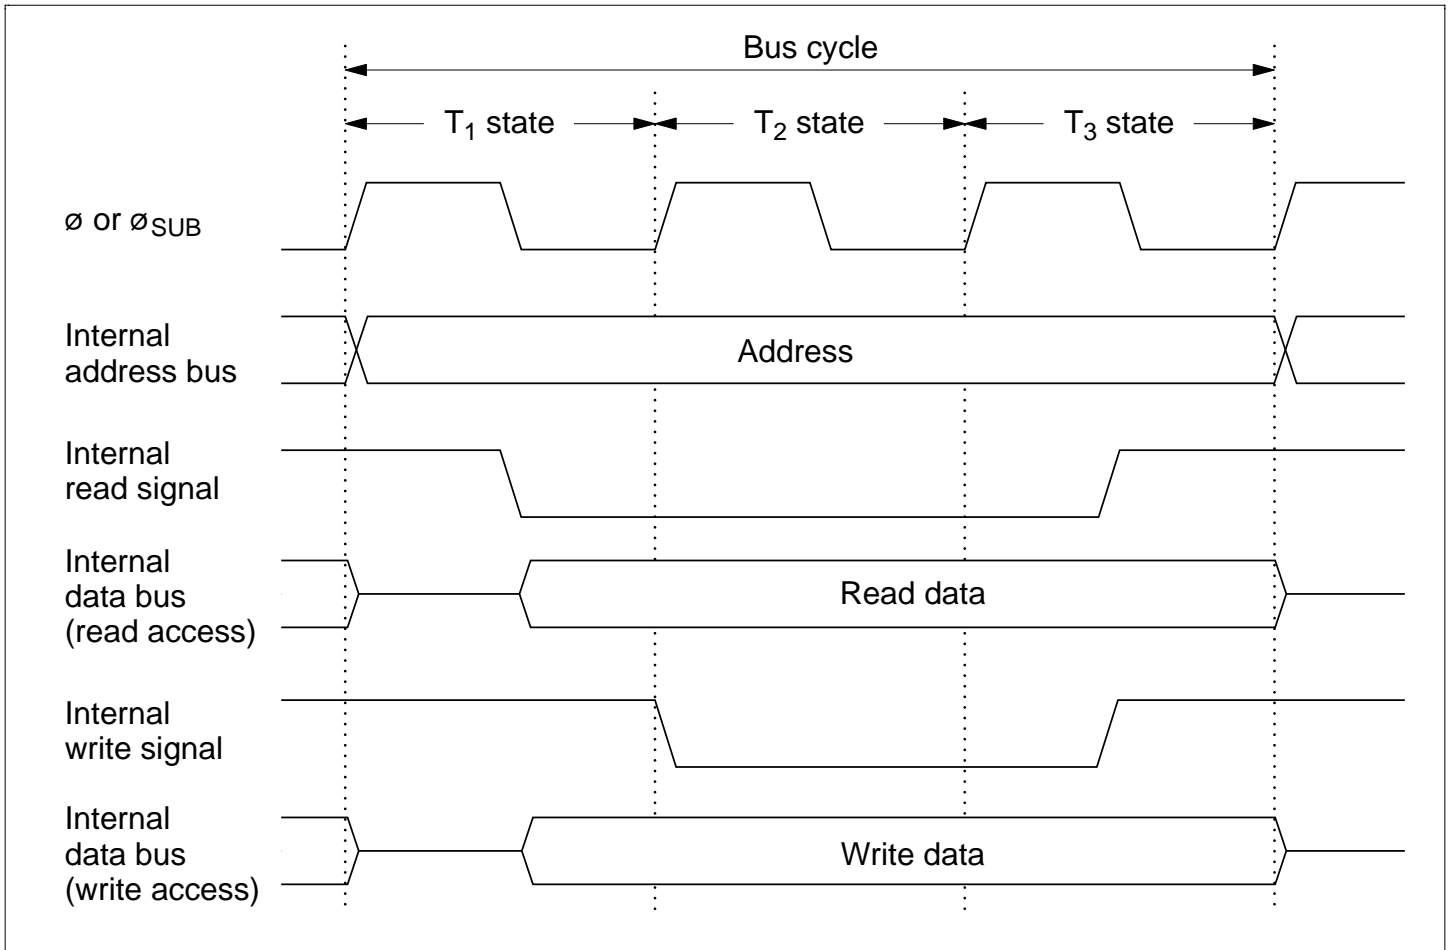 Bus cycle
T1 state
T2 state
T3 state
ø or øSUB
Internal
address bus
Address
Internal
read signal
Internal
data bus
(read access)
Read data
Internal
write signal
Internal
data bus
(write access)
Write data